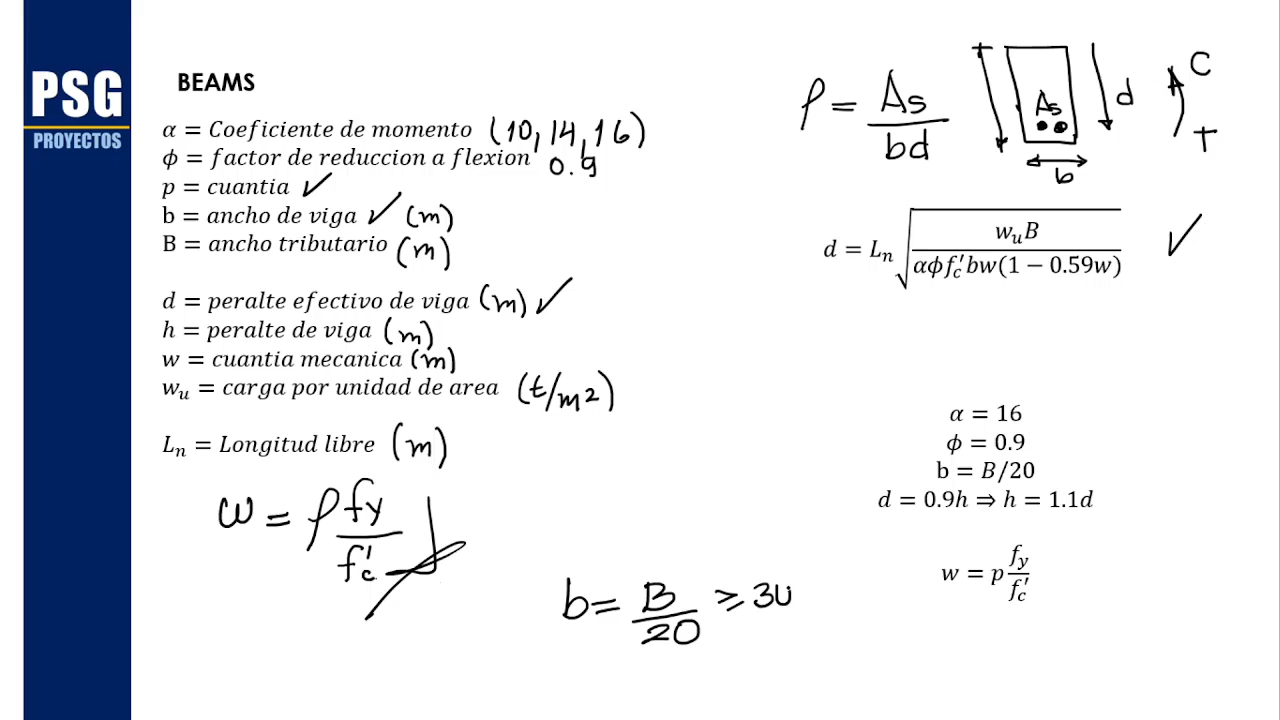 PSG
PROYECTOS
BEAMS
α = Coeficiente de momento (10, 14, 16)
ϕ = factor de reduccion a flexion 0.9
p = cuantia ✓
b = ancho de viga ✓ (m)
B = ancho tributario (m)
d = peralte efectivo de viga (m) ✓
h = peralte de viga (m)
w = cuantia mecanica (m)
w_u = carga por unidad de area (t/m2)
L_n = Longitud libre (m)
ω = ρ fy / f'c
b = B/20 ≥ 30
ρ = As / bd
As
b
d
C
T
d = L_n √(w_u B / αϕf'_c bw(1 − 0.59w)) ✓
α = 16
ϕ = 0.9
b = B/20
d = 0.9h ⇒ h = 1.1d
w = p f_y / f'_c